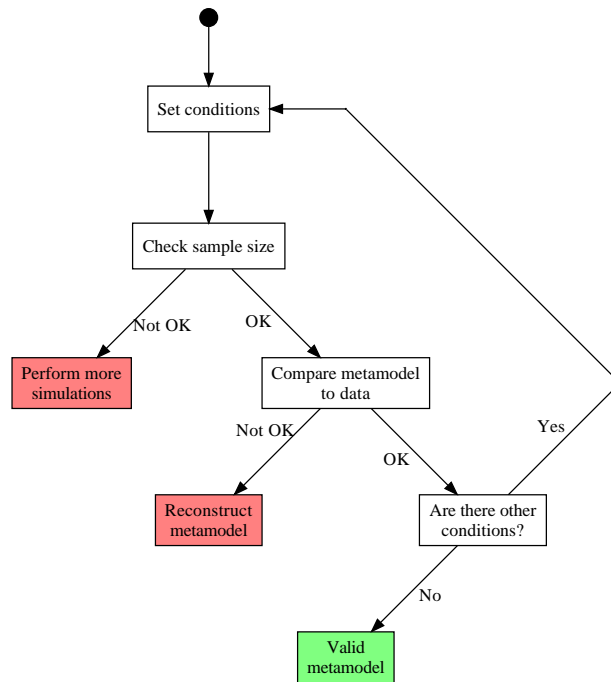 Set conditions
Check sample size
Not OK
OK
Perform more
simulations
Compare metamodel
to data
Yes
Not OK
OK
Reconstruct
metamodel
Are there other
conditions?
No
Valid
metamodel